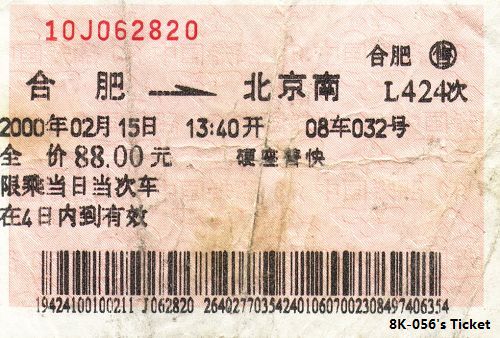 10J062820
合肥 售
合肥 → 北京南 L424次
2000年02月15日 13:40开 08车032号
全 价88.00元 硬座普快
限乘当日当次车
在4日内到有效
19424100100211 J062820 26402770354240106070023084974063 54
8K-056's Ticket